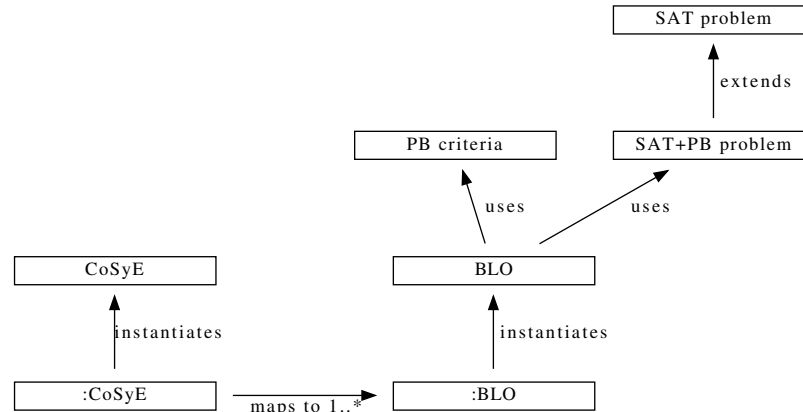 SAT problem
extends
PB criteria
SAT+PB problem
uses
uses
CoSyE
BLO
instantiates
instantiates
:CoSyE
maps to 1..*
:BLO